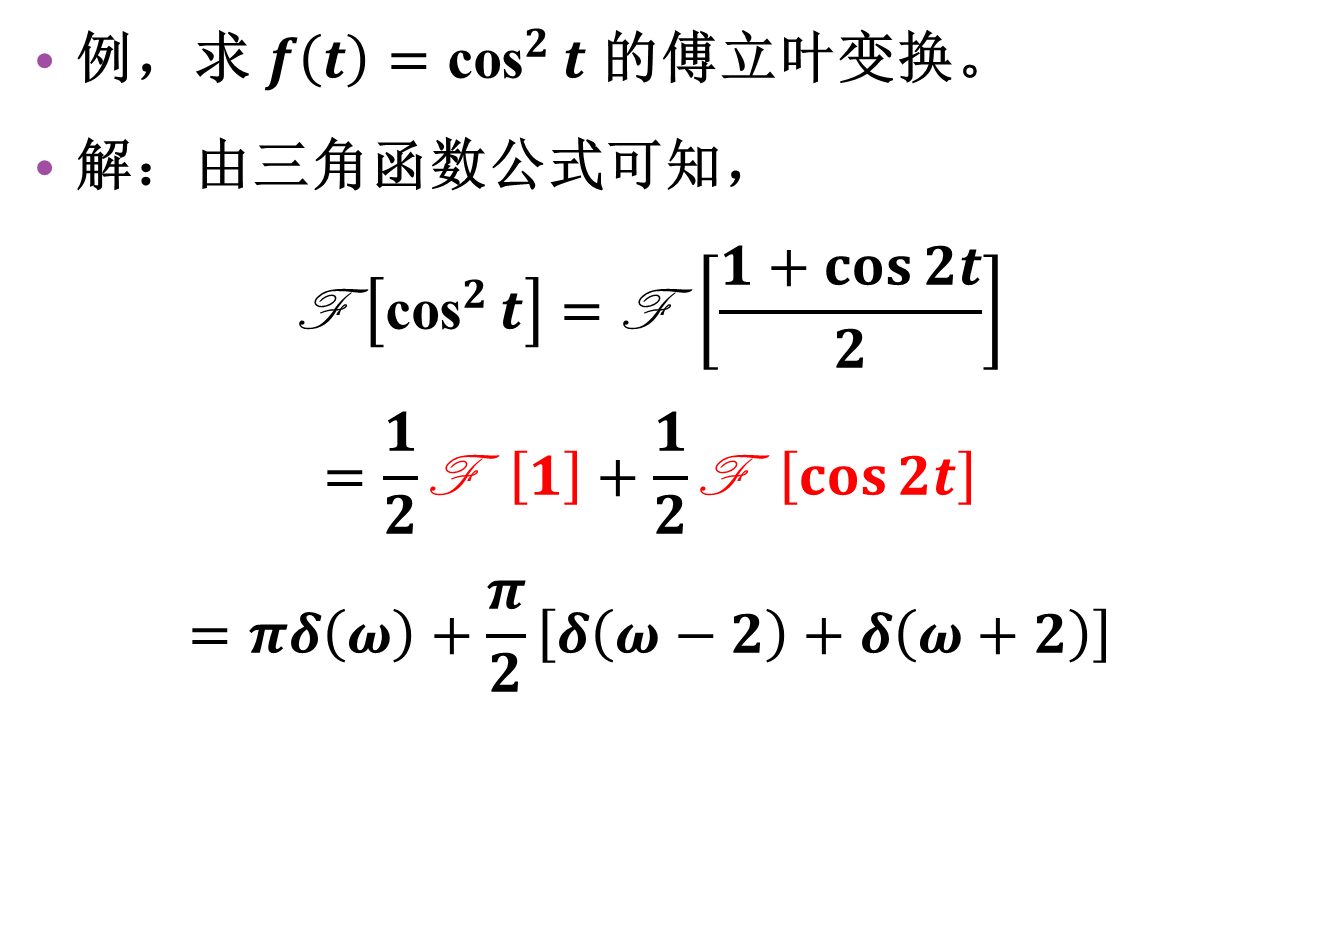 • 例，求 f(t) = cos² t 的傅立叶变换。
• 解：由三角函数公式可知，
ℱ[cos² t] = ℱ[(1 + cos 2t)/2]
= 1/2 ℱ [1] + 1/2 ℱ [cos 2t]
= πδ(ω) + π/2 [δ(ω − 2) + δ(ω + 2)]